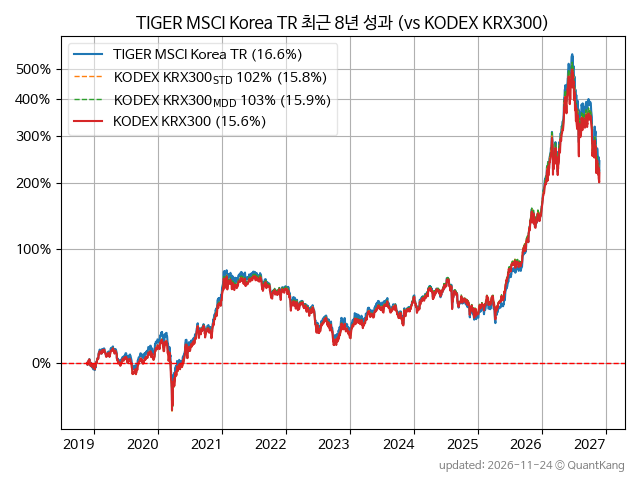 TIGER MSCI Korea TR 최근 8년 성과 (vs KODEX KRX300)
TIGER MSCI Korea TR (16.6%)
KODEX KRX300STD 102% (15.8%)
KODEX KRX300MDD 103% (15.9%)
KODEX KRX300 (15.6%)
500%
400%
300%
200%
100%
0%
2019 2020 2021 2022 2023 2024 2025 2026 2027
updated: 2026-11-24 © QuantKang